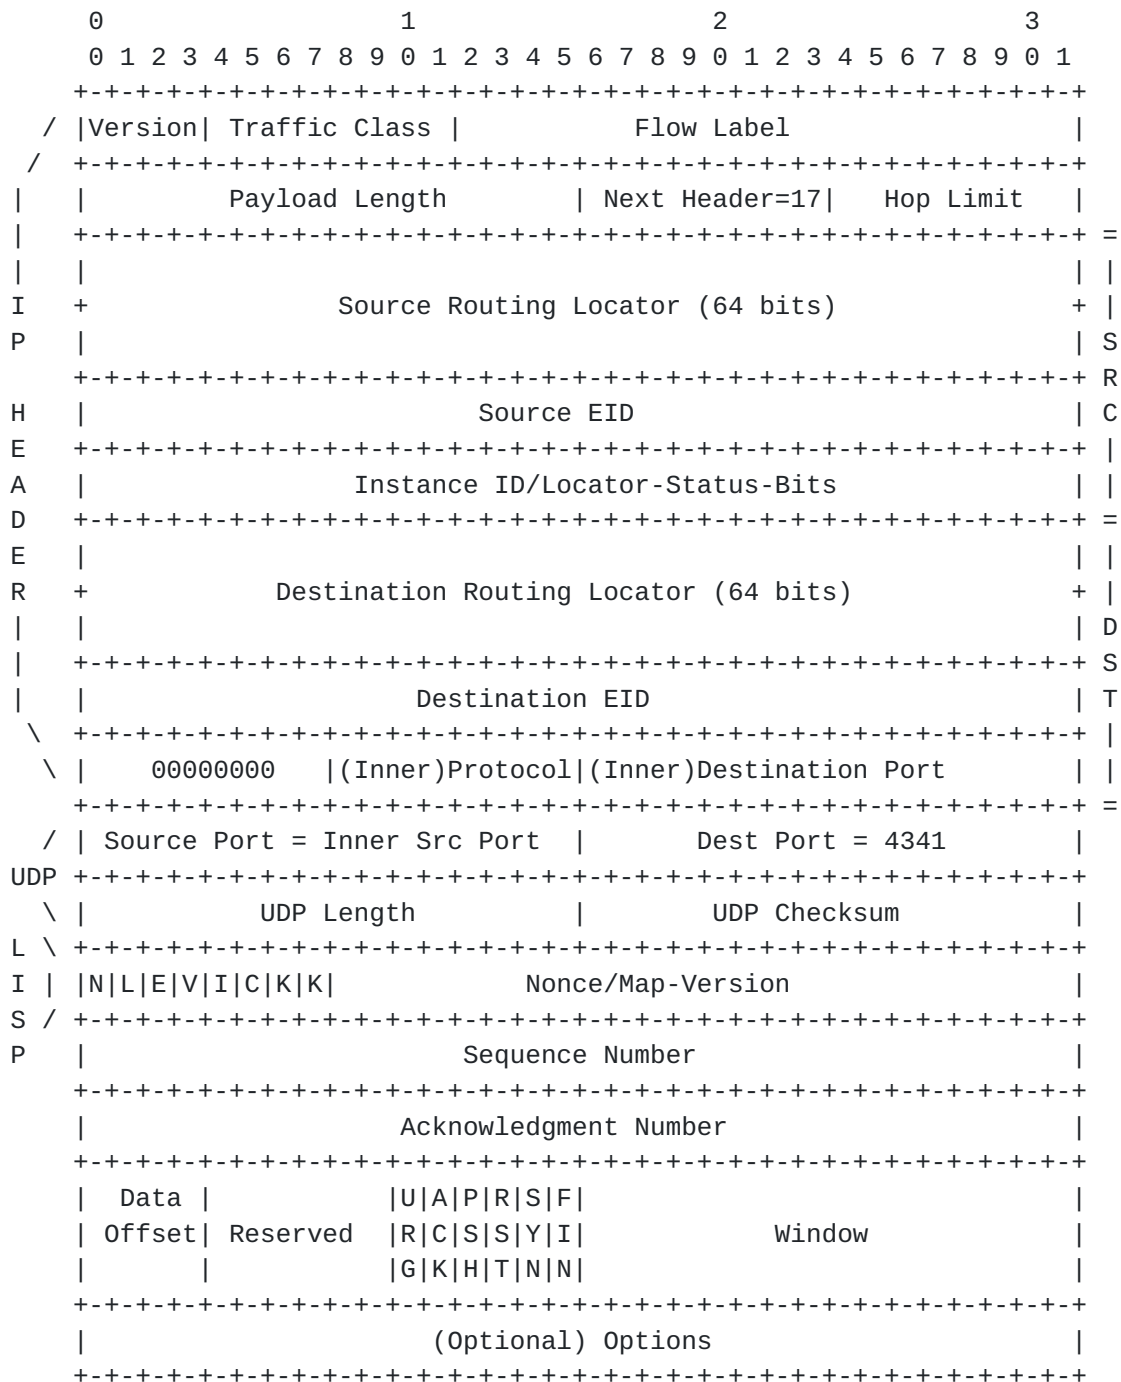 0                   1                   2                   3
     0 1 2 3 4 5 6 7 8 9 0 1 2 3 4 5 6 7 8 9 0 1 2 3 4 5 6 7 8 9 0 1
    +-+-+-+-+-+-+-+-+-+-+-+-+-+-+-+-+-+-+-+-+-+-+-+-+-+-+-+-+-+-+-+-+
  / |Version| Traffic Class |           Flow Label                  |
 /  +-+-+-+-+-+-+-+-+-+-+-+-+-+-+-+-+-+-+-+-+-+-+-+-+-+-+-+-+-+-+-+-+
|   |         Payload Length        | Next Header=17|   Hop Limit   |
|   +-+-+-+-+-+-+-+-+-+-+-+-+-+-+-+-+-+-+-+-+-+-+-+-+-+-+-+-+-+-+-+-+ =
|   |                                                               | |
I   +                Source Routing Locator (64 bits)               + |
P   |                                                               | S
    +-+-+-+-+-+-+-+-+-+-+-+-+-+-+-+-+-+-+-+-+-+-+-+-+-+-+-+-+-+-+-+-+ R
H   |                         Source EID                            | C
E   +-+-+-+-+-+-+-+-+-+-+-+-+-+-+-+-+-+-+-+-+-+-+-+-+-+-+-+-+-+-+-+-+ |
A   |                 Instance ID/Locator-Status-Bits               | |
D   +-+-+-+-+-+-+-+-+-+-+-+-+-+-+-+-+-+-+-+-+-+-+-+-+-+-+-+-+-+-+-+-+ =
E   |                                                               | |
R   +            Destination Routing Locator (64 bits)              + |
|   |                                                               | D
|   +-+-+-+-+-+-+-+-+-+-+-+-+-+-+-+-+-+-+-+-+-+-+-+-+-+-+-+-+-+-+-+-+ S
|   |                     Destination EID                           | T
 \  +-+-+-+-+-+-+-+-+-+-+-+-+-+-+-+-+-+-+-+-+-+-+-+-+-+-+-+-+-+-+-+-+ |
  \ |    00000000   |(Inner)Protocol|(Inner)Destination Port        | |
    +-+-+-+-+-+-+-+-+-+-+-+-+-+-+-+-+-+-+-+-+-+-+-+-+-+-+-+-+-+-+-+-+ =
  / | Source Port = Inner Src Port  |       Dest Port = 4341        |
UDP +-+-+-+-+-+-+-+-+-+-+-+-+-+-+-+-+-+-+-+-+-+-+-+-+-+-+-+-+-+-+-+-+
  \ |           UDP Length          |        UDP Checksum           |
L \ +-+-+-+-+-+-+-+-+-+-+-+-+-+-+-+-+-+-+-+-+-+-+-+-+-+-+-+-+-+-+-+-+
I | |N|L|E|V|I|C|K|K|            Nonce/Map-Version                  |
S / +-+-+-+-+-+-+-+-+-+-+-+-+-+-+-+-+-+-+-+-+-+-+-+-+-+-+-+-+-+-+-+-+
P   |                        Sequence Number                        |
    +-+-+-+-+-+-+-+-+-+-+-+-+-+-+-+-+-+-+-+-+-+-+-+-+-+-+-+-+-+-+-+-+
    |                    Acknowledgment Number                      |
    +-+-+-+-+-+-+-+-+-+-+-+-+-+-+-+-+-+-+-+-+-+-+-+-+-+-+-+-+-+-+-+-+
    |  Data |           |U|A|P|R|S|F|                               |
    | Offset| Reserved  |R|C|S|S|Y|I|            Window             |
    |       |           |G|K|H|T|N|N|                               |
    +-+-+-+-+-+-+-+-+-+-+-+-+-+-+-+-+-+-+-+-+-+-+-+-+-+-+-+-+-+-+-+-+
    |                      (Optional) Options                       |
    +-+-+-+-+-+-+-+-+-+-+-+-+-+-+-+-+-+-+-+-+-+-+-+-+-+-+-+-+-+-+-+-+